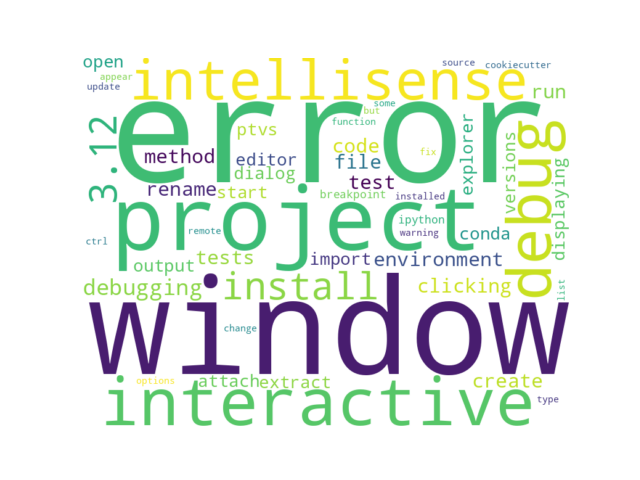 open
appear
update
intellisense
source
cookiecutter
run
error
3.12
ptvs
some
but
function
code
method
editor
file
fix
explorer
versions
debug
displaying
dialog
rename
start
test
breakpoint
installed
project
ipython
remote
warning
conda
ctrl
output
tests
import
environment
debugging
install
clicking
list
window
change
options
attach
extract
create
type
interactive